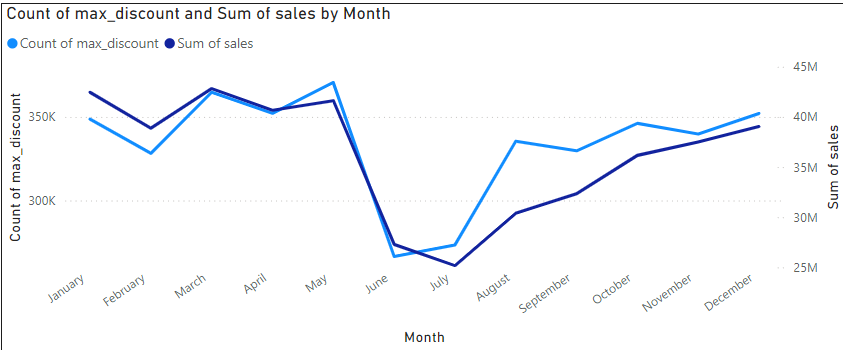 Count of max_discount and Sum of sales by Month
Count of max_discount Sum of sales
Count of max_discount
350K
300K
45M
40M
35M
30M
25M
Sum of sales
January
February
March
April
May
June
July
August
September
October
November
December
Month